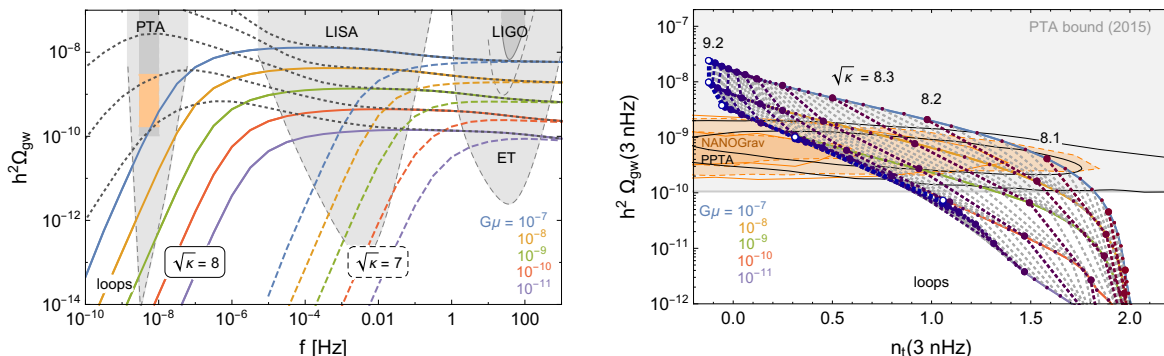 PTA
LISA
LIGO
ET
10⁻⁸
10⁻¹⁰
10⁻¹²
10⁻¹⁴
h²Ω_gw
Gμ = 10⁻⁷
10⁻⁸
10⁻⁹
10⁻¹⁰
10⁻¹¹
√κ = 8
√κ = 7
loops
10⁻¹⁰
10⁻⁸
10⁻⁶
10⁻⁴
0.01
1
100
f [Hz]
PTA bound (2015)
9.2
√κ = 8.3
8.2
8.1
NANOGrav
PPTA
10⁻⁷
10⁻⁸
10⁻⁹
10⁻¹⁰
10⁻¹¹
10⁻¹²
h² Ω_gw(3 nHz)
Gμ = 10⁻⁷
10⁻⁸
10⁻⁹
10⁻¹⁰
10⁻¹¹
loops
0.0
0.5
1.0
1.5
2.0
n_t(3 nHz)